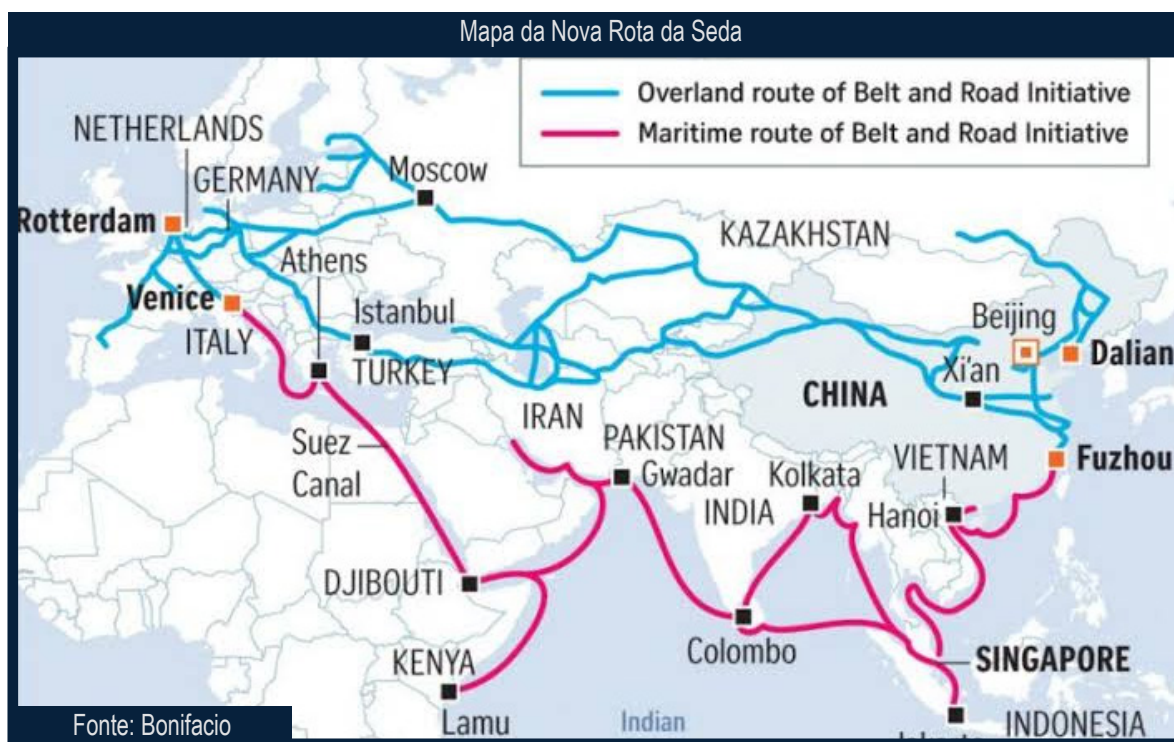 Mapa da Nova Rota da Seda
Overland route of Belt and Road Initiative
Maritime route of Belt and Road Initiative
NETHERLANDS
GERMANY
Moscow
Rotterdam
KAZAKHSTAN
Athens
Venice
Istanbul
Beijing
ITALY
TURKEY
Xi'an
Dalian
CHINA
IRAN
PAKISTAN
Suez
Canal
Gwadar
Kolkata
VIETNAM
Fuzhou
INDIA
Hanoi
DJIBOUTI
Colombo
SINGAPORE
KENYA
Lamu
Indian
INDONESIA
Fonte: Bonifacio